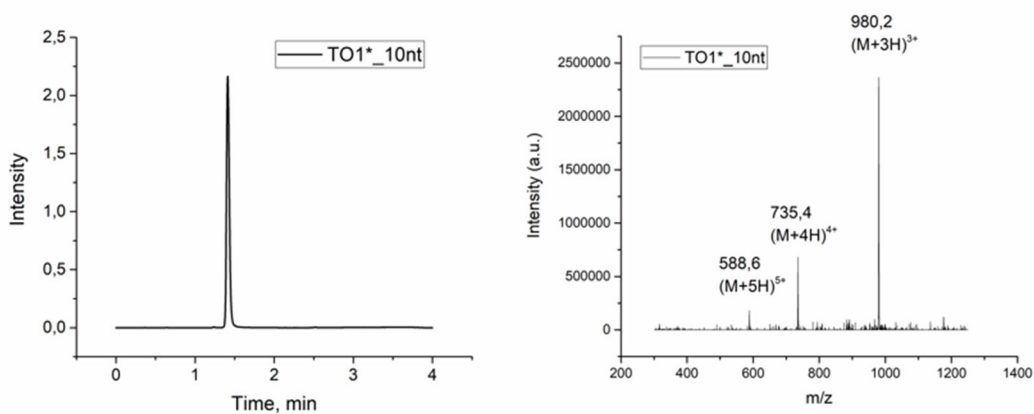 TO1*_10nt
2,5
2,0
1,5
1,0
0,5
0,0
Intensity
0 1 2 3 4
Time, min
980,2
(M+3H)3+
TO1*_10nt
2500000
2000000
1500000
1000000
500000
0
Intensity (a.u.)
735,4
(M+4H)4+
588,6
(M+5H)5+
200 400 600 800 1000 1200 1400
m/z